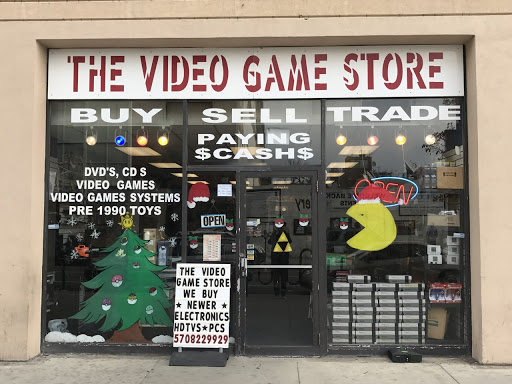 THE VIDEO GAME STORE
BUY SELL TRADE
PAYING
$CASH$
DVD'S, CD S
VIDEO GAMES
VIDEO GAMES SYSTEMS
PRE 1990 TOYS
OPEN
OPEN
THE VIDEO
GAME STORE
WE BUY
★ NEWER ★
ELECTRONICS
HDTVS★PCS
5708229929